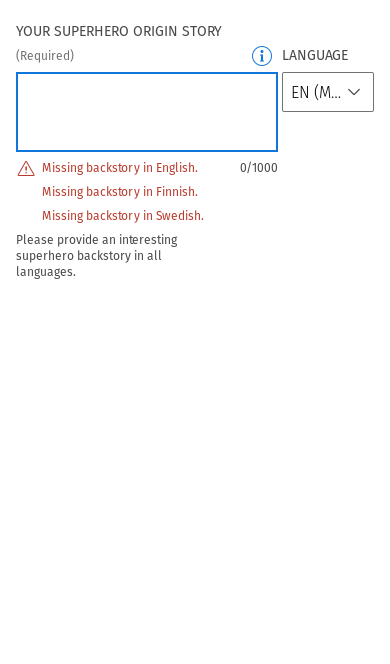 YOUR SUPERHERO ORIGIN STORY
(Required)
LANGUAGE
EN (M...
Missing backstory in English.
0/1000
Missing backstory in Finnish.
Missing backstory in Swedish.
Please provide an interesting
superhero backstory in all
languages.